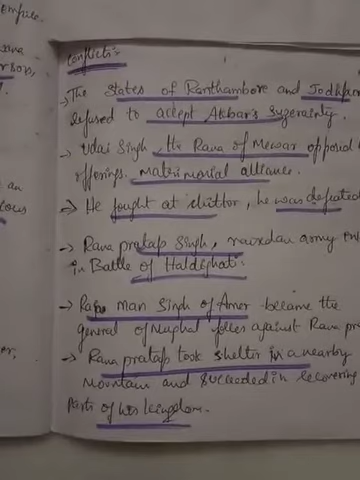 empire.
Conflicts:-
→ The States of Ranthambore and Jodhpur
refused to accept Akbar's suzerainty.
→ Udai Singh, the Rana of Mewar opposed
offerings matrimonial alliance.
→ He fought at chittor, he was defeated
→ Rana pratap Singh, army
in Battle of Haldighati.
→ Raja man Singh of Amer became the
general of Mughal forces against Rana pra
→ Rana pratap took shelter in a nearby
Mountain and succeeded in recovering
Parts of his kingdom.